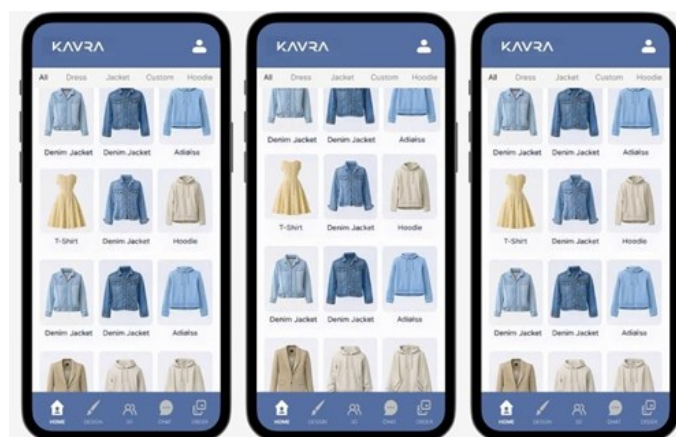 KAVRA
All Dress Jacket Custom Hoodie
Denim Jacket Denim Jacket Adialss
T-Shirt Denim Jacket Hoodie
Denim Jacket Denim Jacket Adialss
HOME DESIGN 3D CHAT ORDER
KAVRA
All Dress Jacket Custom Hoodie
Denim Jacket Denim Jacket Adialss
T-Shirt Denim Jacket Hoodie
Denim Jacket Denim Jacket Adialss
HOME DESIGN 3D CHAT ORDER
KAVRA
All Dress Jacket Custom Hoodie
Denim Jacket Denim Jacket Adialss
T-Shirt Denim Jacket Hoodie
Denim Jacket Denim Jacket Adialss
HOME DESIGN 3D CHAT ORDER